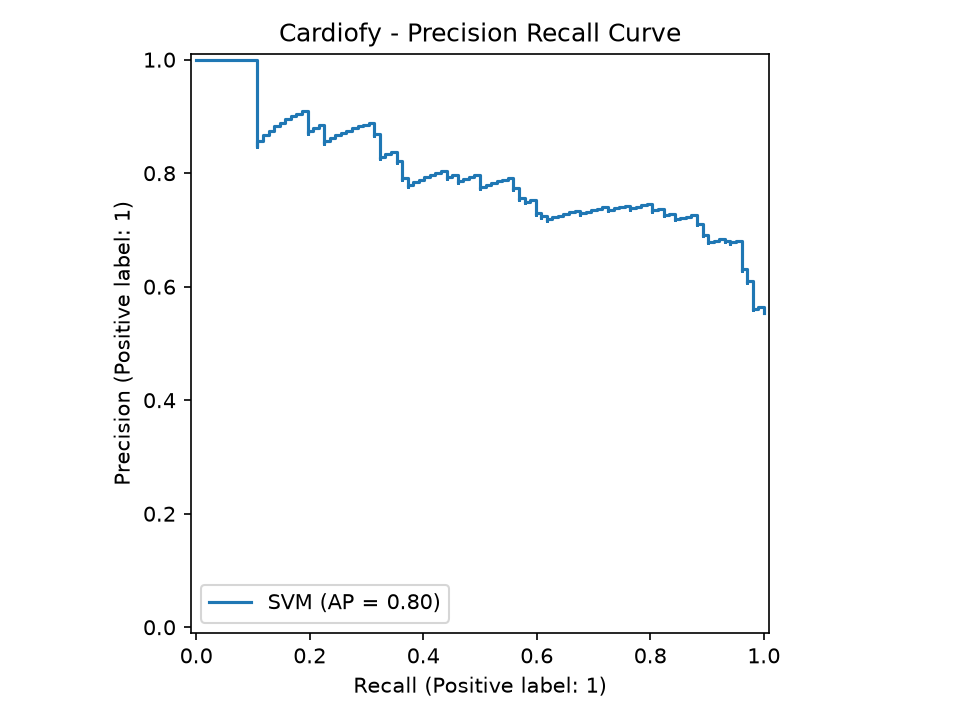 Cardiofy - Precision Recall Curve
1.0
0.8
0.6
0.4
0.2
0.0
Precision (Positive label: 1)
SVM (AP = 0.80)
0.0 0.2 0.4 0.6 0.8 1.0
Recall (Positive label: 1)